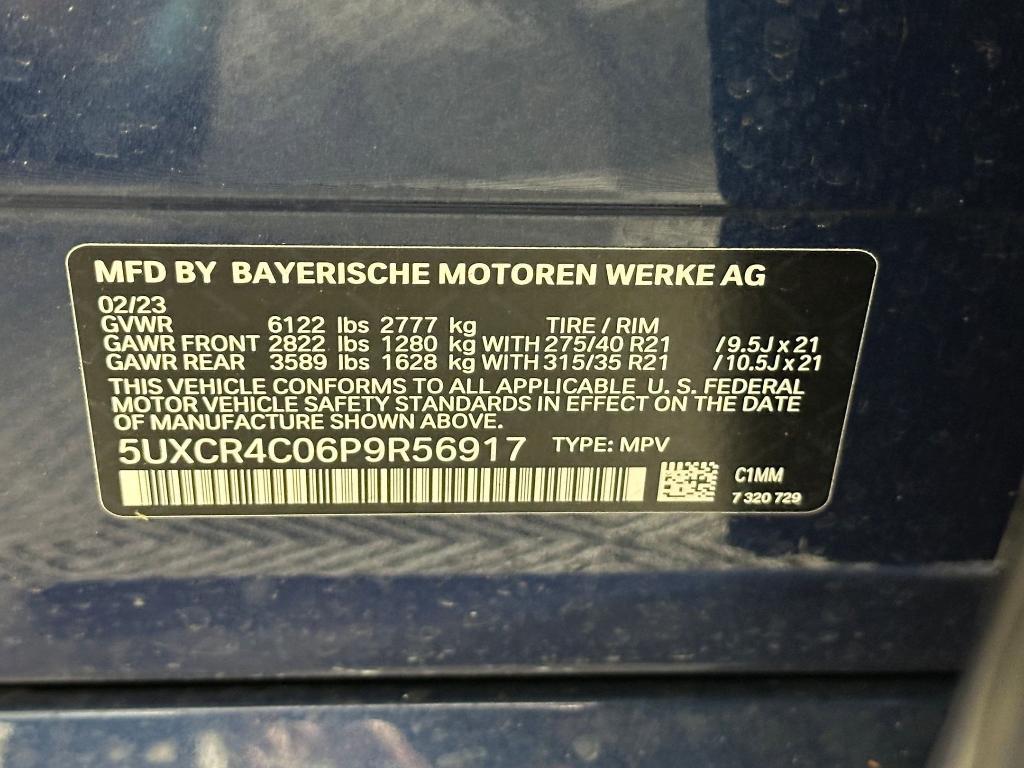 MFD BY BAYERISCHE MOTOREN WERKE AG
02/23
GVWR 6122 lbs 2777 kg TIRE / RIM
GAWR FRONT 2822 lbs 1280 kg WITH 275/40 R21 / 9.5J x 21
GAWR REAR 3589 lbs 1628 kg WITH 315/35 R21 / 10.5J x 21
THIS VEHICLE CONFORMS TO ALL APPLICABLE U. S. FEDERAL
MOTOR VEHICLE SAFETY STANDARDS IN EFFECT ON THE DATE
OF MANUFACTURE SHOWN ABOVE.
5UXCR4C06P9R56917 TYPE: MPV
C1MM
7 320 729